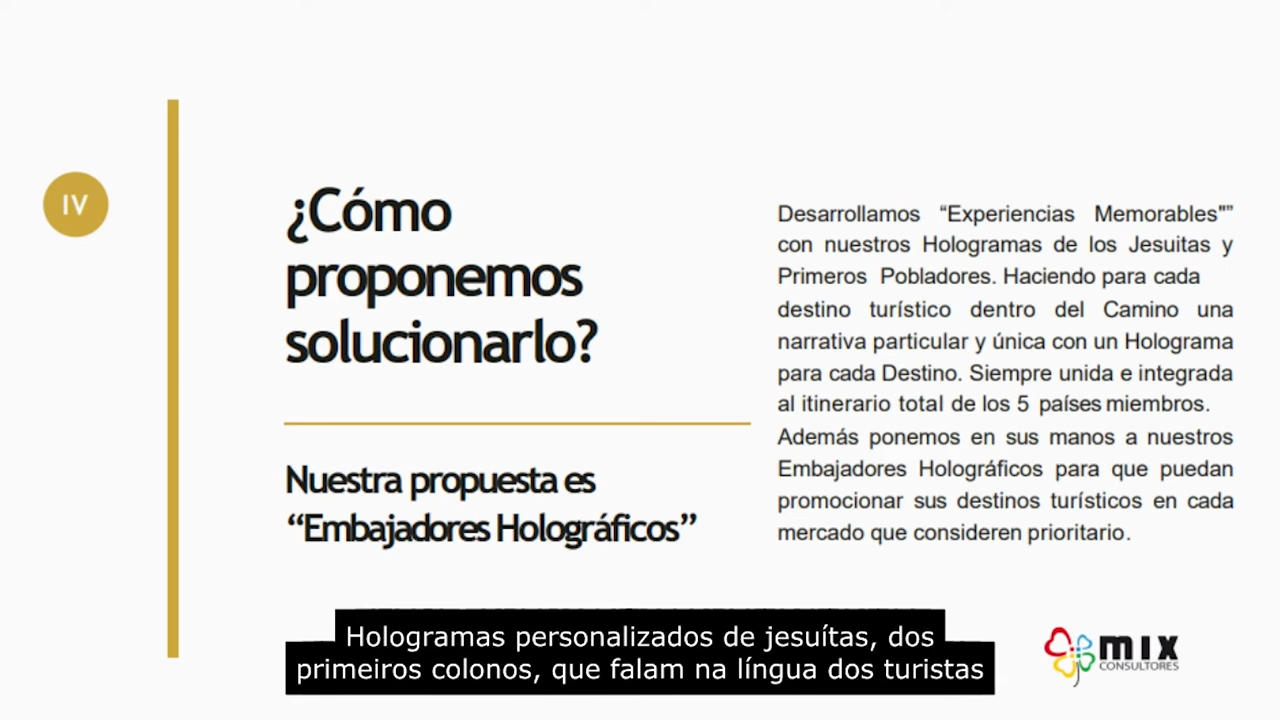 IV
¿Cómo
proponemos
solucionarlo?
Nuestra propuesta es
“Embajadores Holográficos”
Desarrollamos “Experiencias Memorables"”
con nuestros Hologramas de los Jesuitas y
Primeros Pobladores. Haciendo para cada
destino turístico dentro del Camino una
narrativa particular y única con un Holograma
para cada Destino. Siempre unida e integrada
al itinerario total de los 5 países miembros.
Además ponemos en sus manos a nuestros
Embajadores Holográficos para que puedan
promocionar sus destinos turísticos en cada
mercado que consideren prioritario.
Hologramas personalizados de jesuítas, dos
primeiros colonos, que falam na língua dos turistas
mix
CONSULTORES